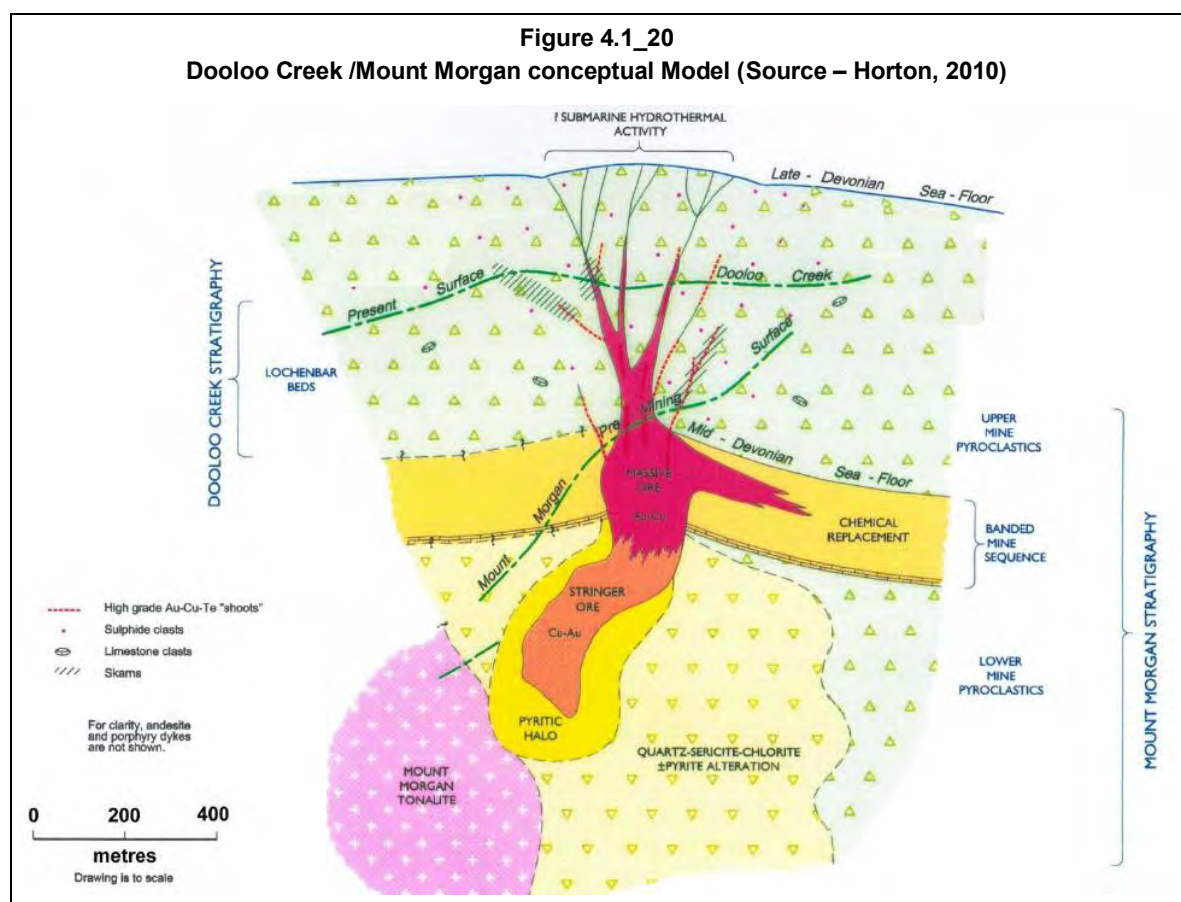 Figure 4.1_20
Dooloo Creek /Mount Morgan conceptual Model (Source – Horton, 2010)
? SUBMARINE HYDROTHERMAL
ACTIVITY
Late - Devonian Sea - Floor
Present Surface Dooloo Creek
DOOLOO CREEK STRATIGRAPHY
LOCHENBAR
BEDS
Mount Morgan Pre Mining Surface
UPPER
MINE
PYROCLASTICS
Mid - Devonian Sea - Floor
MASSIVE
ORE
Au-Cu
CHEMICAL
REPLACEMENT
BANDED
MINE
SEQUENCE
STRINGER
ORE
Cu-Au
MOUNT MORGAN STRATIGRAPHY
LOWER
MINE
PYROCLASTICS
High grade Au-Cu-Te "shoots"
Sulphide clasts
Limestone clasts
Skarns
For clarity, andesite
and porphyry dykes
are not shown.
PYRITIC
HALO
QUARTZ-SERICITE-CHLORITE
±PYRITE ALTERATION
MOUNT
MORGAN
TONALITE
0 200 400
metres
Drawing is to scale